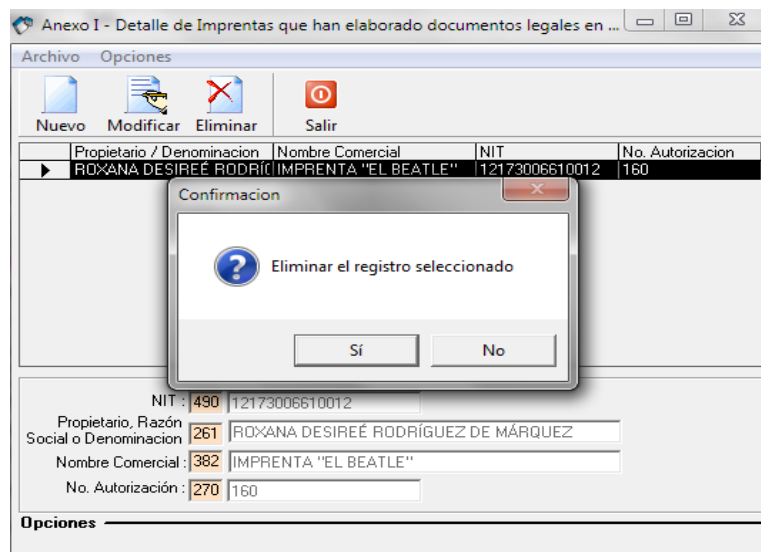 Anexo I - Detalle de Imprentas que han elaborado documentos legales en ...
Archivo Opciones
Nuevo Modificar Eliminar Salir
Propietario / Denominacion Nombre Comercial NIT No. Autorizacion
ROXANA DESIREÉ RODRÍG IMPRENTA "EL BEATLE" 12173006610012 160
Confirmacion
Eliminar el registro seleccionado
Sí No
NIT : 490 12173006610012
Propietario, Razón
Social o Denominacion 261 ROXANA DESIREÉ RODRÍGUEZ DE MÁRQUEZ
Nombre Comercial : 382 IMPRENTA "EL BEATLE"
No. Autorización : 270 160
Opciones